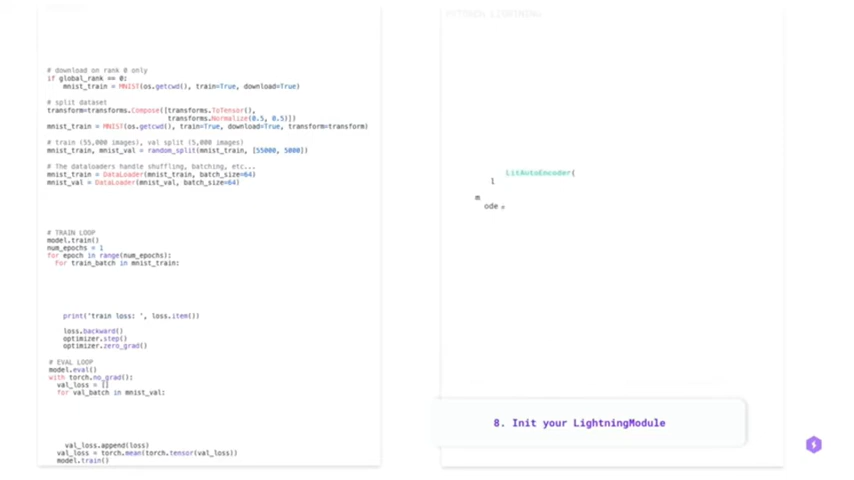 # download on rank 0 only
if global_rank == 0:
mnist_train = MNIST(os.getcwd(), train=True, download=True)
# split dataset
transform=transforms.Compose([transforms.ToTensor(),
transforms.Normalize(0.5, 0.5)])
mnist_train = MNIST(os.getcwd(), train=True, download=True, transform=transform)
# train (55,000 images), val split (5,000 images)
mnist_train, mnist_val = random_split(mnist_train, [55000, 5000])
# The dataloaders handle shuffling, batching, etc...
mnist_train = DataLoader(mnist_train, batch_size=64)
mnist_val = DataLoader(mnist_val, batch_size=64)
# TRAIN LOOP
model.train()
num_epochs = 1
for epoch in range(num_epochs):
for train_batch in mnist_train:
print('train loss: ', loss.item())
loss.backward()
optimizer.step()
optimizer.zero_grad()
# EVAL LOOP
model.eval()
with torch.no_grad():
val_loss = []
for val_batch in mnist_val:
val_loss.append(loss)
val_loss = torch.mean(torch.tensor(val_loss))
model.train()
PYTORCH LIGHTNING
LitAutoEncoder(
l
m
ode
8. Init your LightningModule